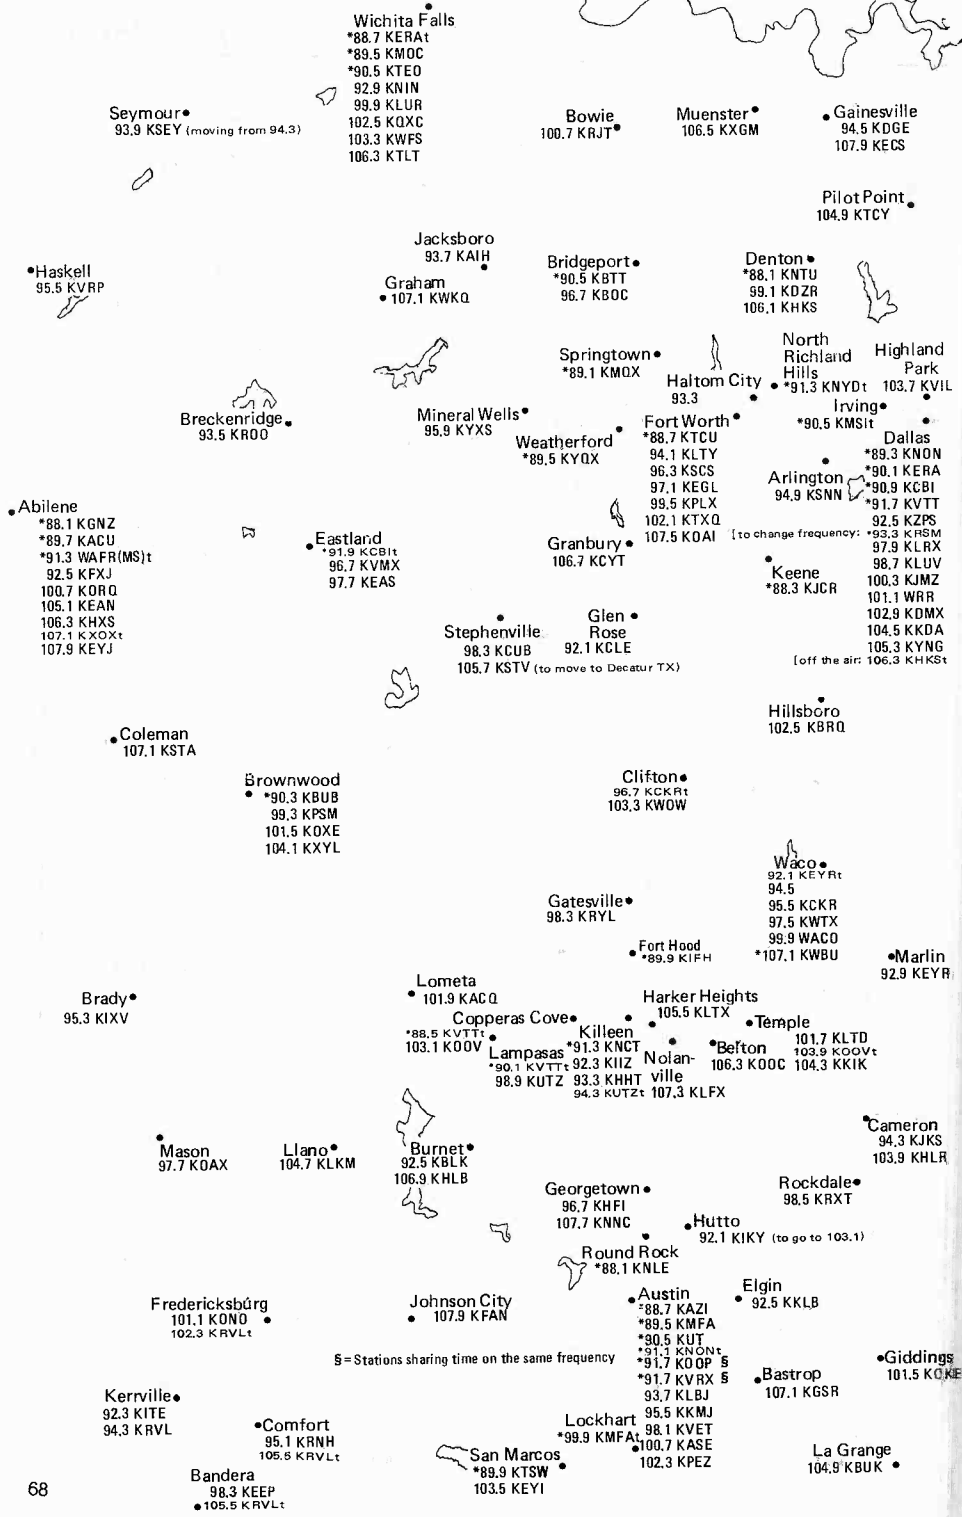 Wichita Falls
*88.7 KERAt
*89.5 KMOC
*90.5 KTEO
92.9 KNIN
99.9 KLUR
102.5 KQXC
103.3 KWFS
106.3 KTLT
Seymour
93.9 KSEY (moving from 94.3)
Bowie
100.7 KRJT
Muenster
106.5 KXGM
Gainesville
94.5 KDGE
107.9 KECS
Pilot Point
104.9 KTCY
Haskell
95.5 KVRP
Jacksboro
93.7 KAIH
Graham
107.1 KWKQ
Bridgeport
*90.5 KBTT
96.7 KBOC
Denton
*88.1 KNTU
99.1 KDZR
106.1 KHKS
Springtown
*89.1 KMQX
Haltom City
93.3
North
Richland
Hills
*91.3 KNYDt
Highland
Park
103.7 KVIL
Breckenridge
93.5 KROO
Mineral Wells
95.9 KYXS
Weatherford
*89.5 KYQX
Fort Worth
*88.7 KTCU
94.1 KLTY
96.3 KSCS
97.1 KEGL
99.5 KPLX
102.1 KTXQ
107.5 KOAI
Irving
*90.5 KMSIt
Arlington
94.9 KSNN
Dallas
*89.3 KNON
*90.1 KERA
*90.9 KCBI
*91.7 KVTT
92.5 KZPS
[to change frequency: *93.3 KRSM
97.9 KLRX
98.7 KLUV
100.3 KJMZ
101.1 WRR
102.9 KDMX
104.5 KKDA
105.3 KYNG
[off the air: 106.3 KHKSt
Abilene
*88.1 KGNZ
*89.7 KACU
*91.3 WAFR(MS)t
92.5 KFXJ
100.7 KORQ
105.1 KEAN
106.3 KHXS
107.1 KXOXt
107.9 KEYJ
Eastland
*91.9 KCBIt
96.7 KVMX
97.7 KEAS
Granbury
106.7 KCYT
Keene
*88.3 KJCR
Stephenville
98.3 KCUB
105.7 KSTV (to move to Decatur TX)
Glen
Rose
92.1 KCLE
Hillsboro
102.5 KBRQ
Coleman
107.1 KSTA
Brownwood
*90.3 KBUB
99.3 KPSM
101.5 KOXE
104.1 KXYL
Clifton
96.7 KCKRt
103.3 KWOW
Waco
92.1 KEYRt
94.5
95.5 KCKR
97.5 KWTX
99.9 WACO
*107.1 KWBU
Gatesville
98.3 KRYL
Fort Hood
*89.9 KIFH
Marlin
92.9 KEYR
Brady
95.3 KIXV
Lometa
101.9 KACQ
Copperas Cove
*88.5 KVTTt
103.1 KOOV
Lampasas
*90.1 KVTTt
98.9 KUTZ
Killeen
*91.3 KNCT
92.3 KIIZ
93.3 KHHT
94.3 KUTZt
Harker Heights
105.5 KLTX
Nolan-
ville
107.3 KLFX
Belton
106.3 KOOC
Temple
101.7 KLTD
103.9 KOOVt
104.3 KKIK
Mason
97.7 KOAX
Llano
104.7 KLKM
Burnet
92.5 KBLK
106.9 KHLB
Cameron
94.3 KJKS
103.9 KHLR
Georgetown
96.7 KHFI
107.7 KNNC
Rockdale
98.5 KRXT
Hutto
92.1 KIKY (to go to 103.1)
Round Rock
*88.1 KNLE
Fredericksburg
101.1 KONO
102.3 KRVLt
Johnson City
107.9 KFAN
Elgin
92.5 KKLB
Austin
*88.7 KAZI
*89.5 KMFA
*90.5 KUT
*91.1 KNONt
*91.7 KOOP §
*91.7 KVRX §
93.7 KLBJ
95.5 KKMJ
98.1 KVET
100.7 KASE
102.3 KPEZ
§=Stations sharing time on the same frequency
Giddings
101.5 KOKE
Bastrop
107.1 KGSR
Kerrville
92.3 KITE
94.3 KRVL
Comfort
95.1 KRNH
105.5 KRVLt
Lockhart
*99.9 KMFAt
San Marcos
*89.9 KTSW
103.5 KEYI
La Grange
104.9 KBUK
Bandera
98.3 KEEP
105.5 KRVLt
68